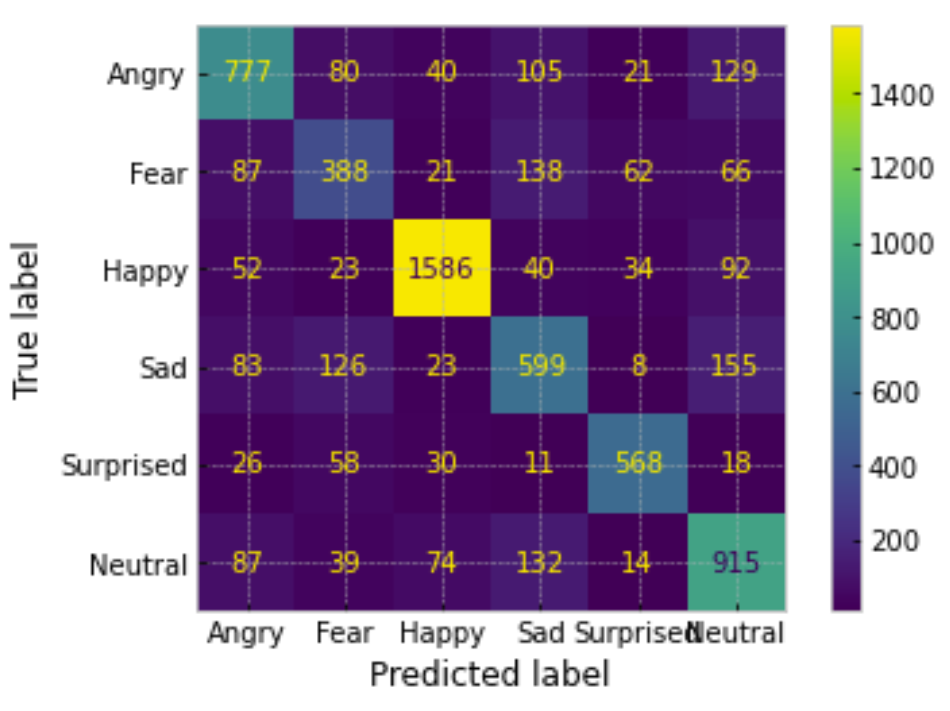 Angry 777 80 40 105 21 129
1400
Fear 87 388 21 138 62 66
1200
1000
Happy 52 23 1586 40 34 92
800
Sad 83 126 23 599 8 155
600
Surprised 26 58 30 11 568 18
400
200
Neutral 87 39 74 132 14 915
Angry Fear Happy Sad Surprised Neutral
Predicted label
True label